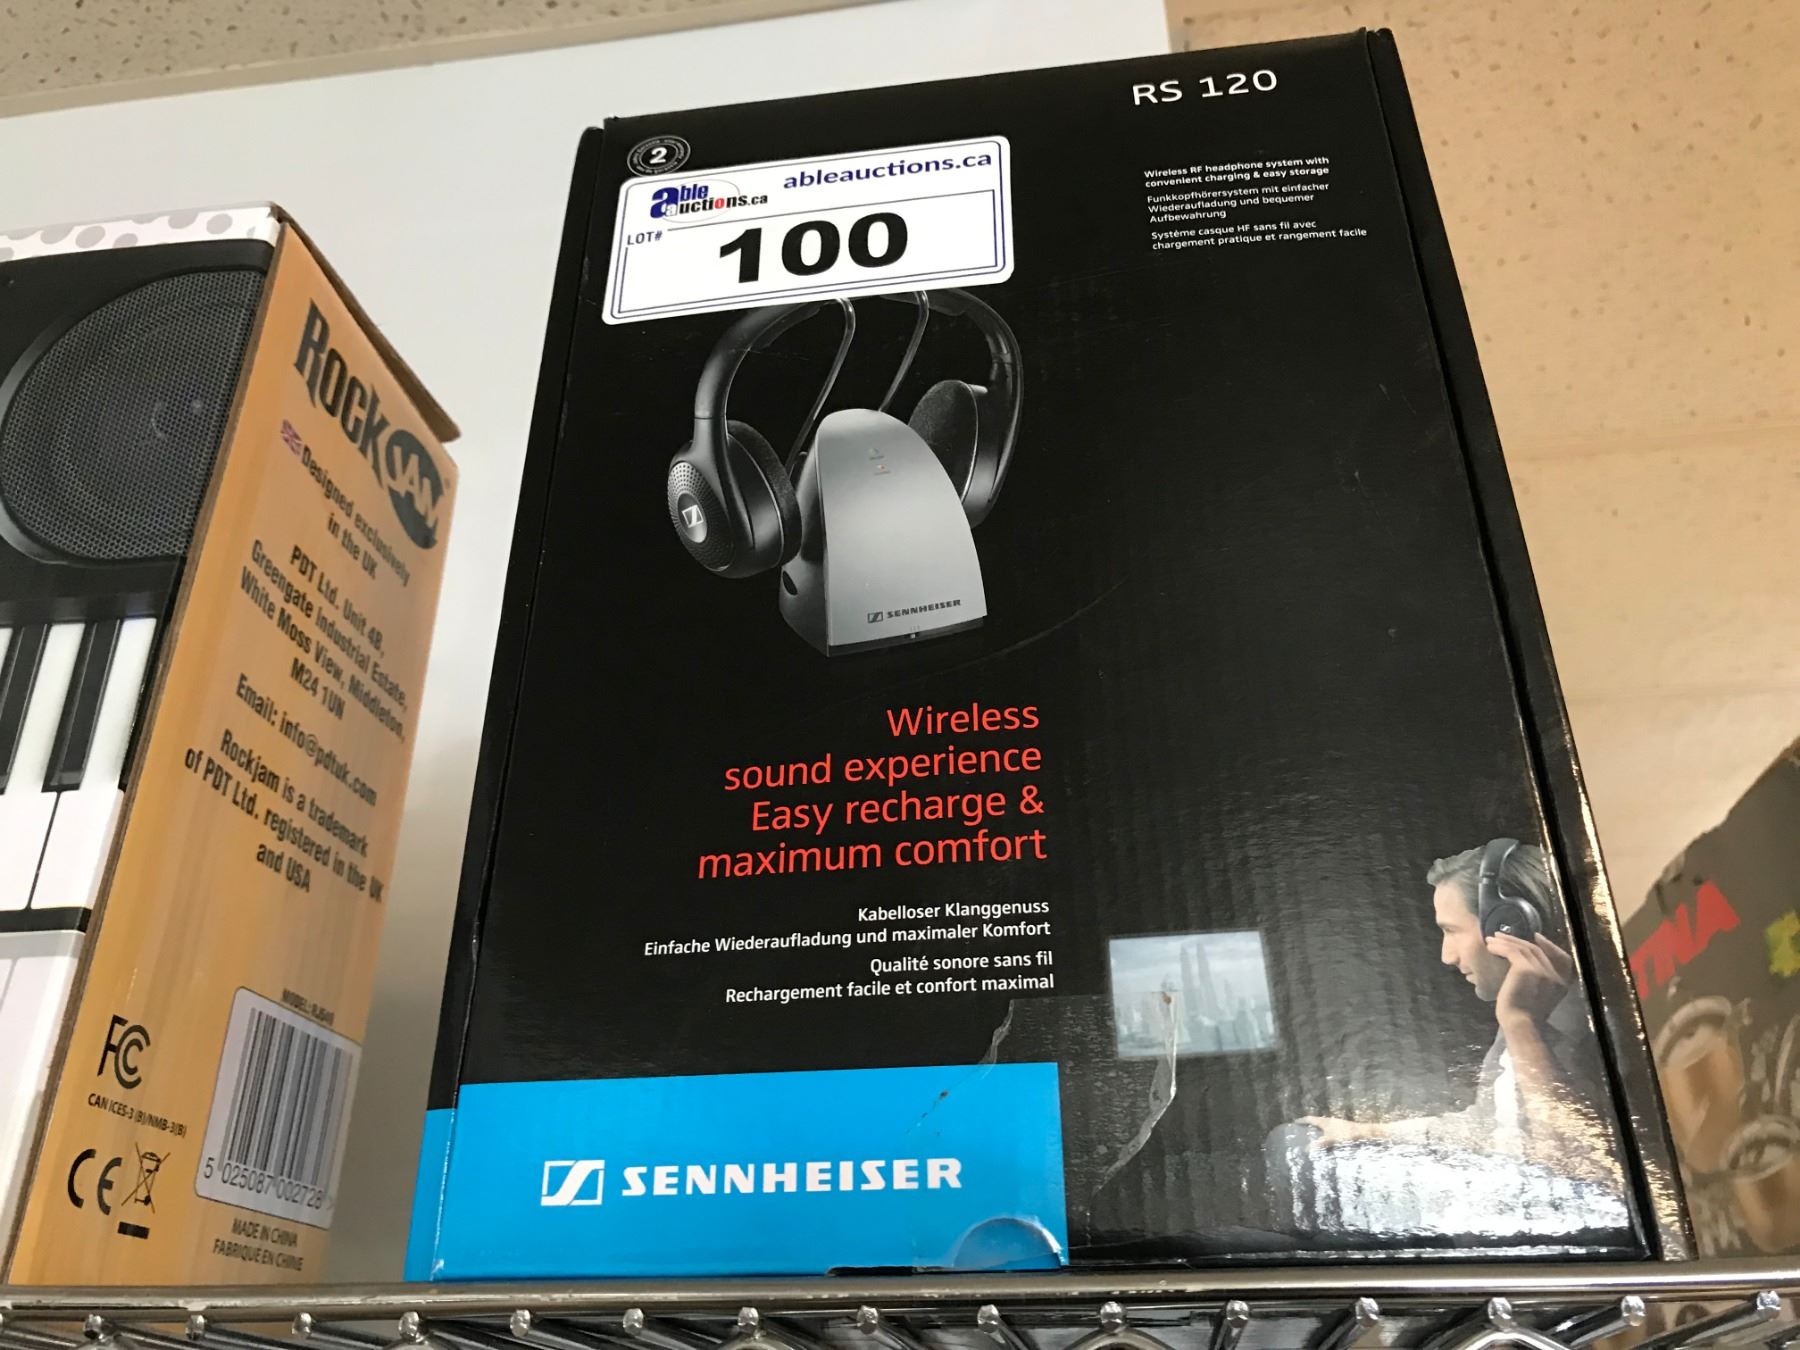 ROCK
JAM
Designed exclusively
in the UK
PDT Ltd. Unit 4B,
Greengate Industrial Estate,
White Moss View, Middleton,
M24 1UN
Email: info@pdtuk.com
Rockjam is a trademark
of PDT Ltd. registered in the UK
and USA
FC
CAN ICES-3 (B)/NMB-3(B)
CE
5 025087 002728 >
MADE IN CHINA
FABRIQUE EN CHINE
RS 120
2
able
auctions.ca
ableauctions.ca
LOT#
100
Wireless RF headphone system with
convenient charging & easy storage
Funkkopfhörersystem mit einfacher
Wiederaufladung und bequemer
Aufbewahrung
Système casque HF sans fil avec
chargement pratique et rangement facile
SENNHEISER
Wireless
sound experience
Easy recharge &
maximum comfort
Kabelloser Klanggenuss
Einfache Wiederaufladung und maximaler Komfort
Qualité sonore sans fil
Rechargement facile et confort maximal
SENNHEISER